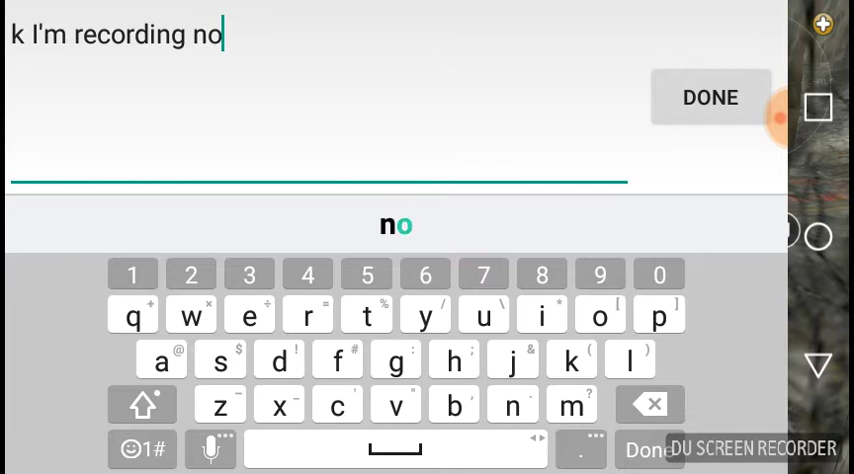 k I'm recording no
DONE
no
1 2 3 4 5 6 7 8 9 0
q + w × e ÷ r = t % y / u \ i * o [ p ]
a @ s $ d ! f # g : h ; j & k ( l )
z - x _ c ' v " b , n . m ?
☺1# ... . ... Done
DU SCREEN RECORDER